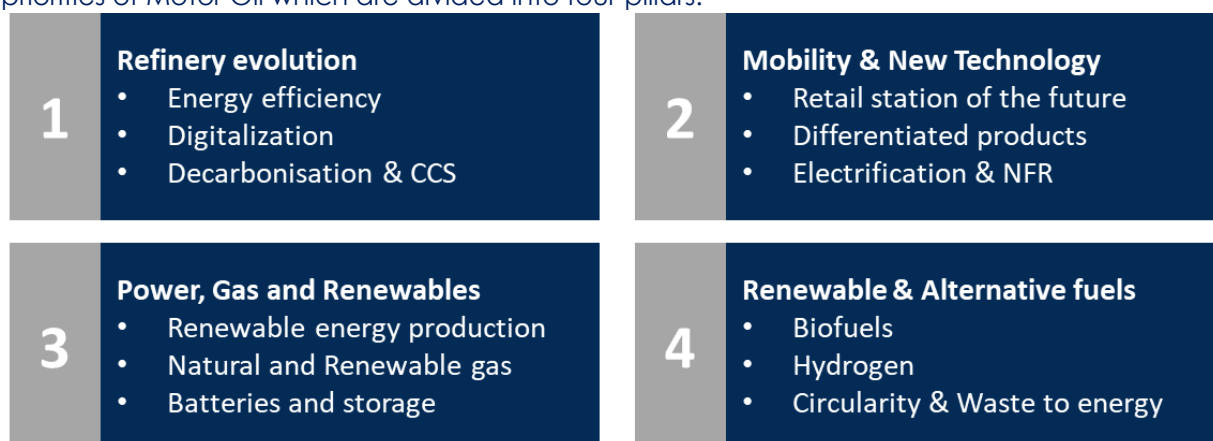 priorities of Motor Oil which are divided into four pillars:
1
Refinery evolution
• Energy efficiency
• Digitalization
• Decarbonisation & CCS
2
Mobility & New Technology
• Retail station of the future
• Differentiated products
• Electrification & NFR
3
Power, Gas and Renewables
• Renewable energy production
• Natural and Renewable gas
• Batteries and storage
4
Renewable & Alternative fuels
• Biofuels
• Hydrogen
• Circularity & Waste to energy